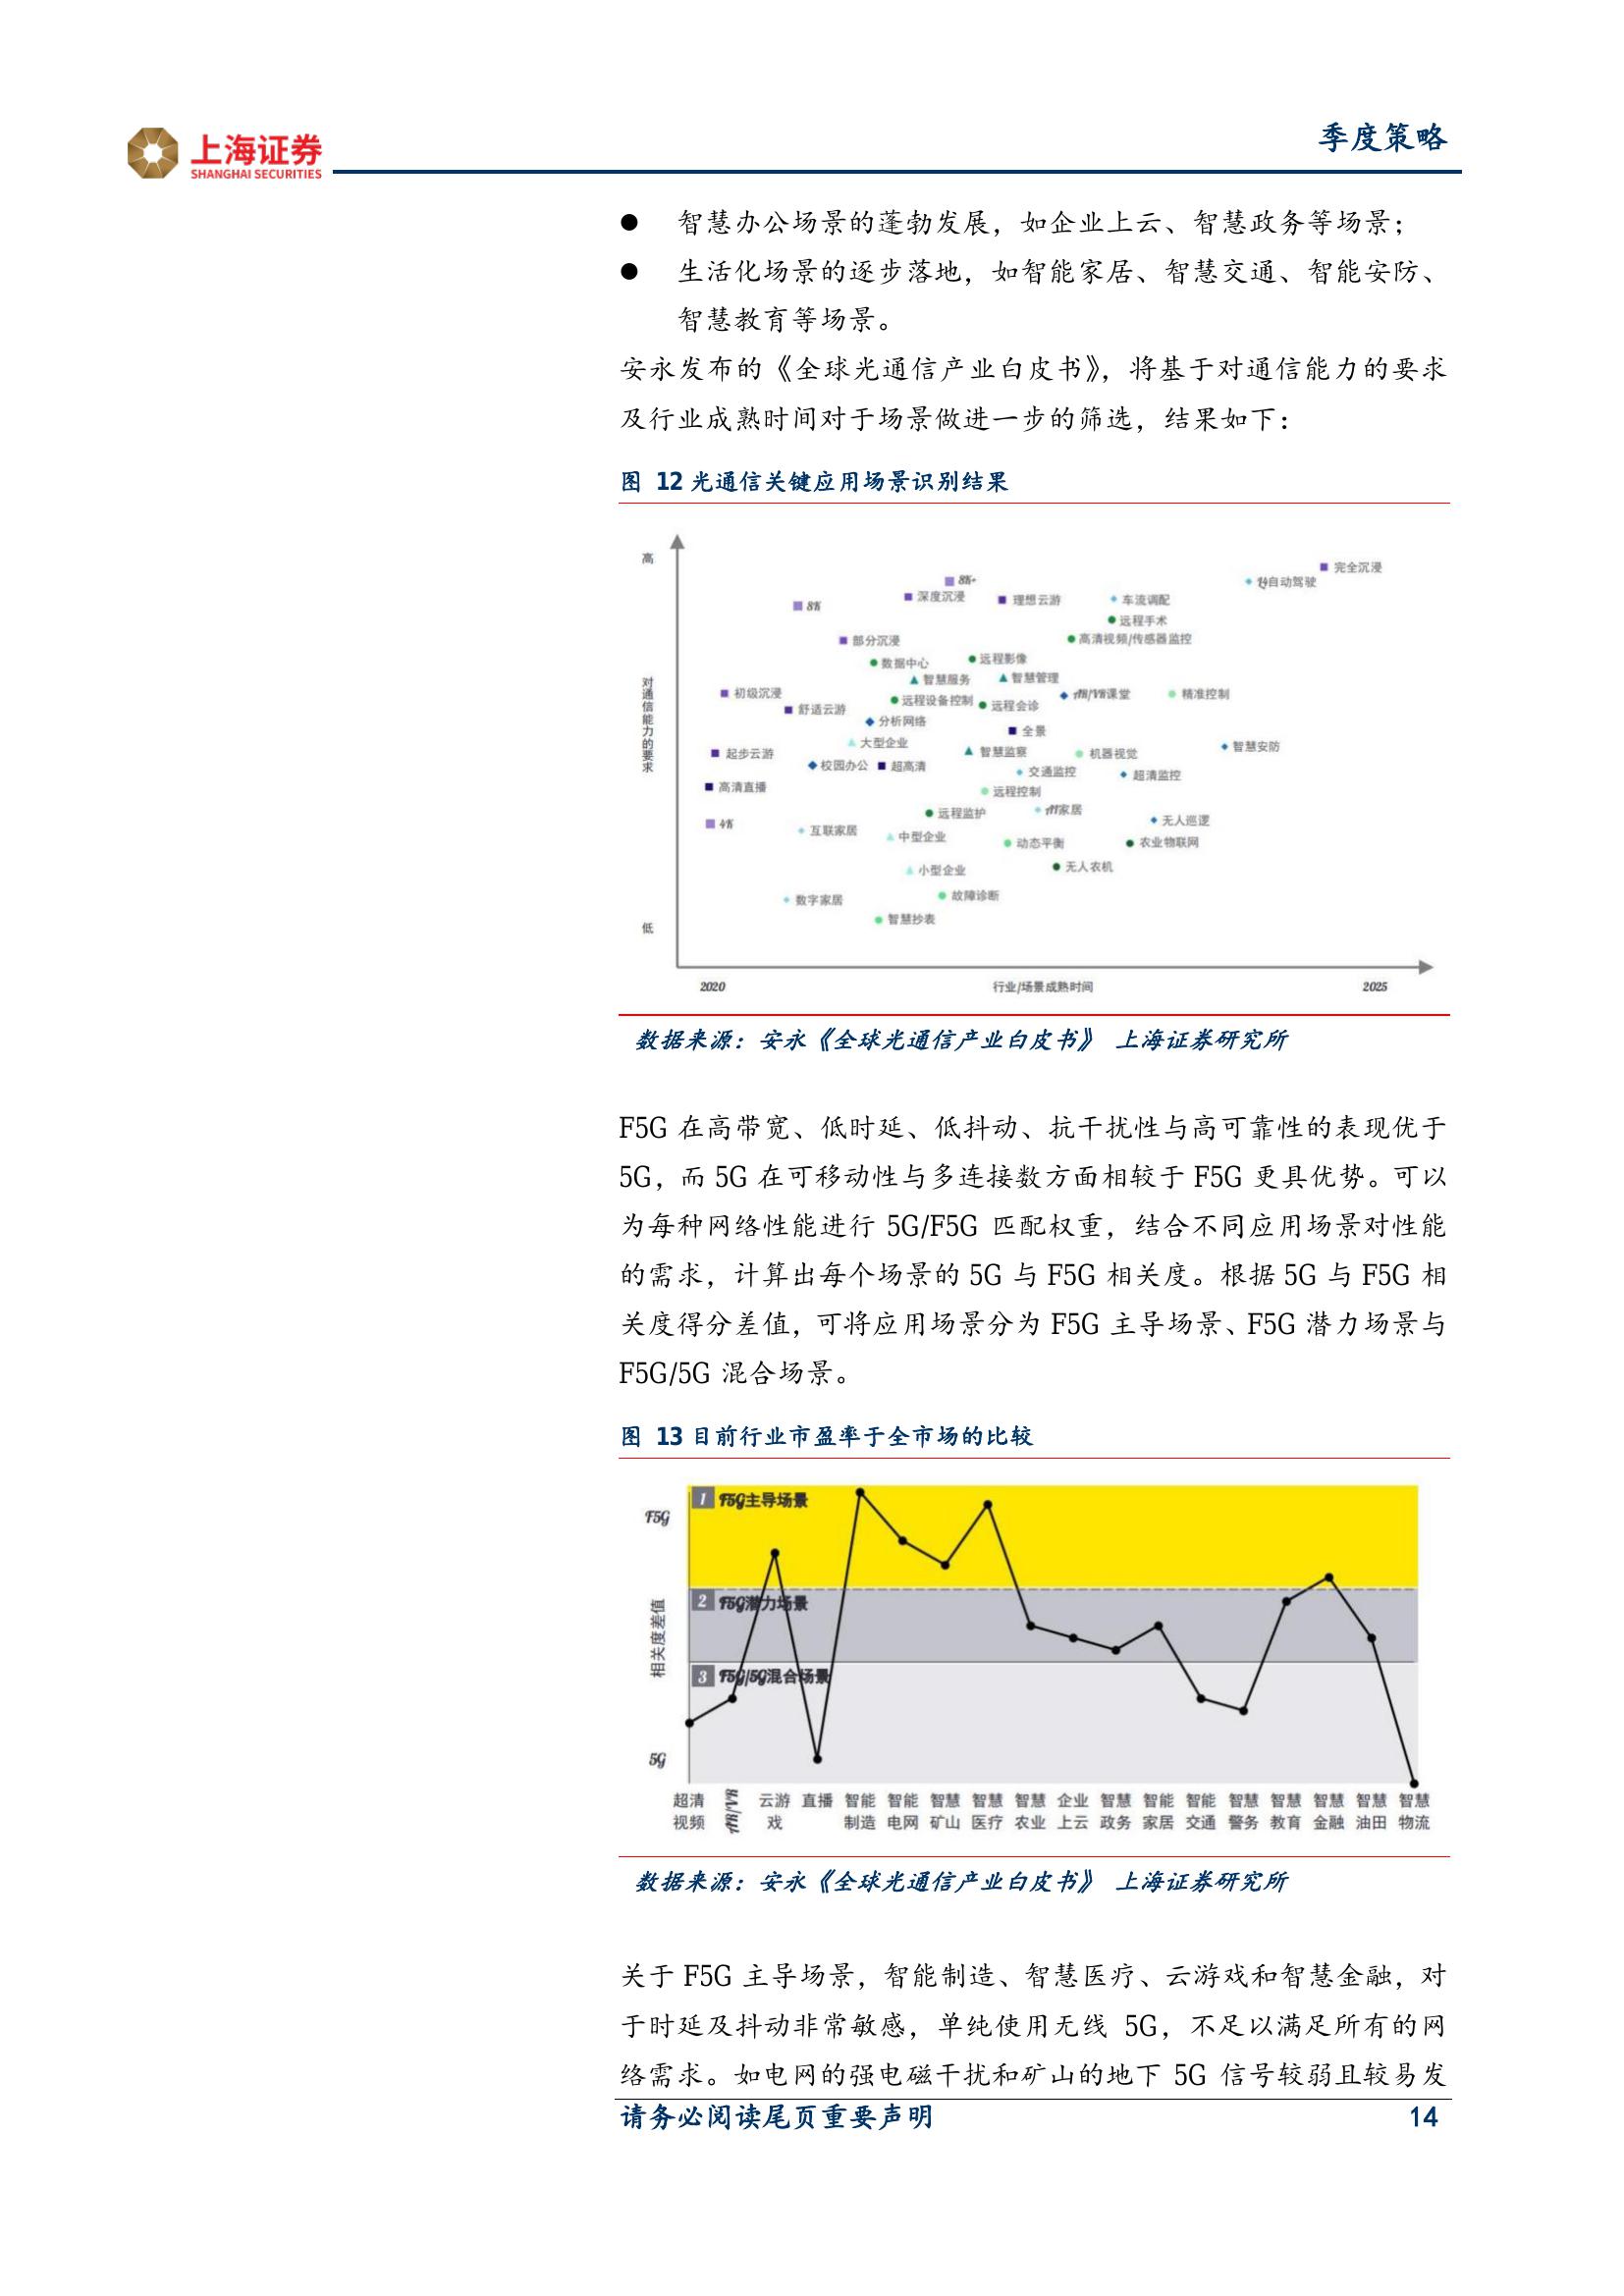 上海证券
SHANGHAI SECURITIES
季度策略
● 智慧办公场景的蓬勃发展，如企业上云、智慧政务等场景；
● 生活化场景的逐步落地，如智能家居、智慧交通、智能安防、
智慧教育等场景。
安永发布的《全球光通信产业白皮书》，将基于对通信能力的要求
及行业成熟时间对于场景做进一步的筛选，结果如下：
图 12 光通信关键应用场景识别结果
高
对通信能力的要求
低
完全沉浸
L4自动驾驶
8K+
深度沉浸
理想云游
车流调配
8K
远程手术
部分沉浸
高清视频/传感器监控
数据中心
远程影像
智慧服务
智慧管理
初级沉浸
远程设备控制
远程会诊
AR/VR课堂
精准控制
舒适云游
分析网络
全景
大型企业
智慧监察
机器视觉
智慧安防
起步云游
校园办公
超高清
交通监控
超清监控
高清直播
远程控制
远程监护
AI家居
4K
互联家居
中型企业
无人巡逻
动态平衡
农业物联网
小型企业
无人农机
数字家居
故障诊断
智慧抄表
2020
行业/场景成熟时间
2025
数据来源：安永《全球光通信产业白皮书》 上海证券研究所
F5G 在高带宽、低时延、低抖动、抗干扰性与高可靠性的表现优于
5G，而 5G 在可移动性与多连接数方面相较于 F5G 更具优势。可以
为每种网络性能进行 5G/F5G 匹配权重，结合不同应用场景对性能
的需求，计算出每个场景的 5G 与 F5G 相关度。根据 5G 与 F5G 相
关度得分差值，可将应用场景分为 F5G 主导场景、F5G 潜力场景与
F5G/5G 混合场景。
图 13 目前行业市盈率于全市场的比较
F5G
相关度差值
5G
1 F5G主导场景
2 F5G潜力场景
3 F5G/5G混合场景
超清视频
AR/VR
云游戏
直播
智能制造
智能电网
智慧矿山
智慧医疗
智慧农业
企业上云
智慧政务
智能家居
智能交通
智慧警务
智慧教育
智慧金融
智慧油田
智慧物流
数据来源：安永《全球光通信产业白皮书》 上海证券研究所
关于 F5G 主导场景，智能制造、智慧医疗、云游戏和智慧金融，对
于时延及抖动非常敏感，单纯使用无线 5G，不足以满足所有的网
络需求。如电网的强电磁干扰和矿山的地下 5G 信号较弱且较易发
请务必阅读尾页重要声明
14